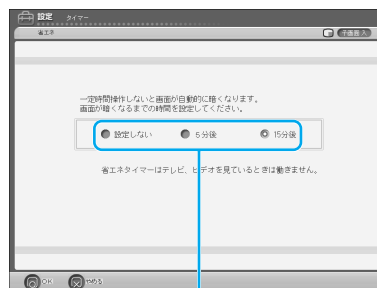 設定 タイマー
省エネ 子画面 入
一定時間操作しないと画面が自動的に暗くなります。
画面が暗くなるまでの時間を設定してください。
設定しない 5分後 15分後
省エネタイマーはテレビ、ビデオを見ているときは働きません。
OK やめる